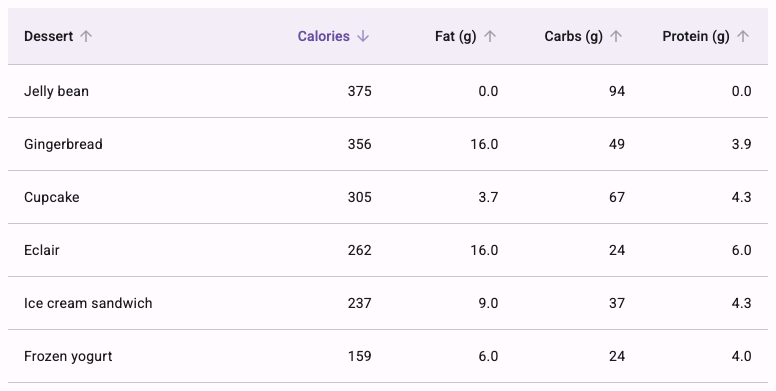 Dessert Calories Fat (g) Carbs (g) Protein (g)
Jelly bean 375 0.0 94 0.0
Gingerbread 356 16.0 49 3.9
Cupcake 305 3.7 67 4.3
Eclair 262 16.0 24 6.0
Ice cream sandwich 237 9.0 37 4.3
Frozen yogurt 159 6.0 24 4.0